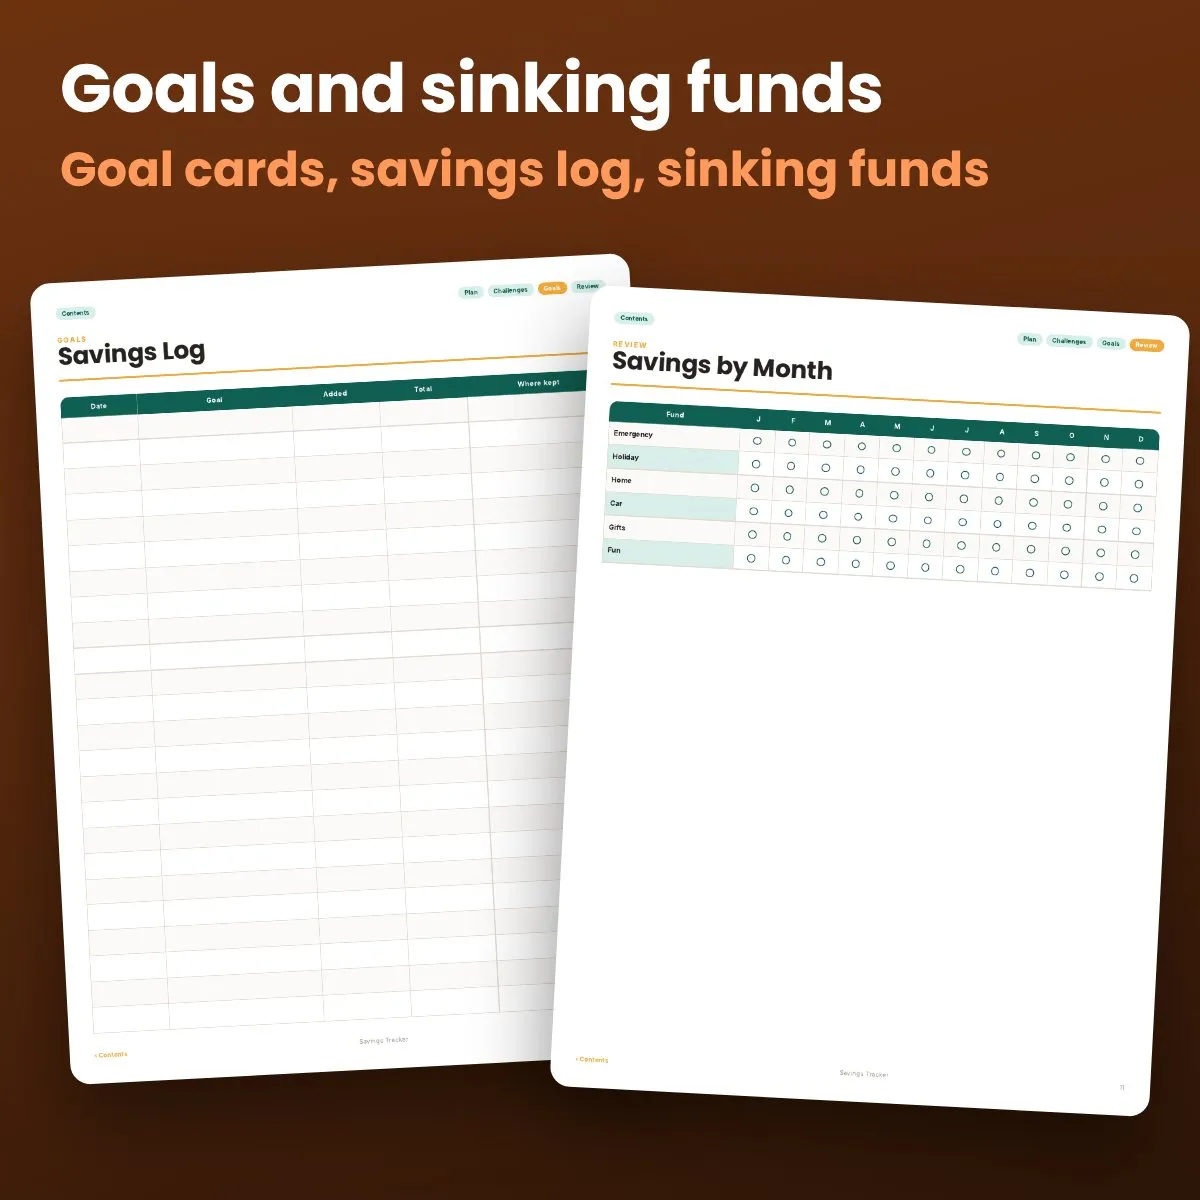 Goals and sinking funds
Goal cards, savings log, sinking funds
Plan Challenges Goals Review
Contents
GOALS
Savings Log
Date Goal Added Total Where kept
‹ Contents
Savings Tracker
Contents
Plan Challenges Goals Review
REVIEW
Savings by Month
Fund J F M A M J J A S O N D
Emergency
Holiday
Home
Car
Gifts
Fun
‹ Contents
Savings Tracker
11